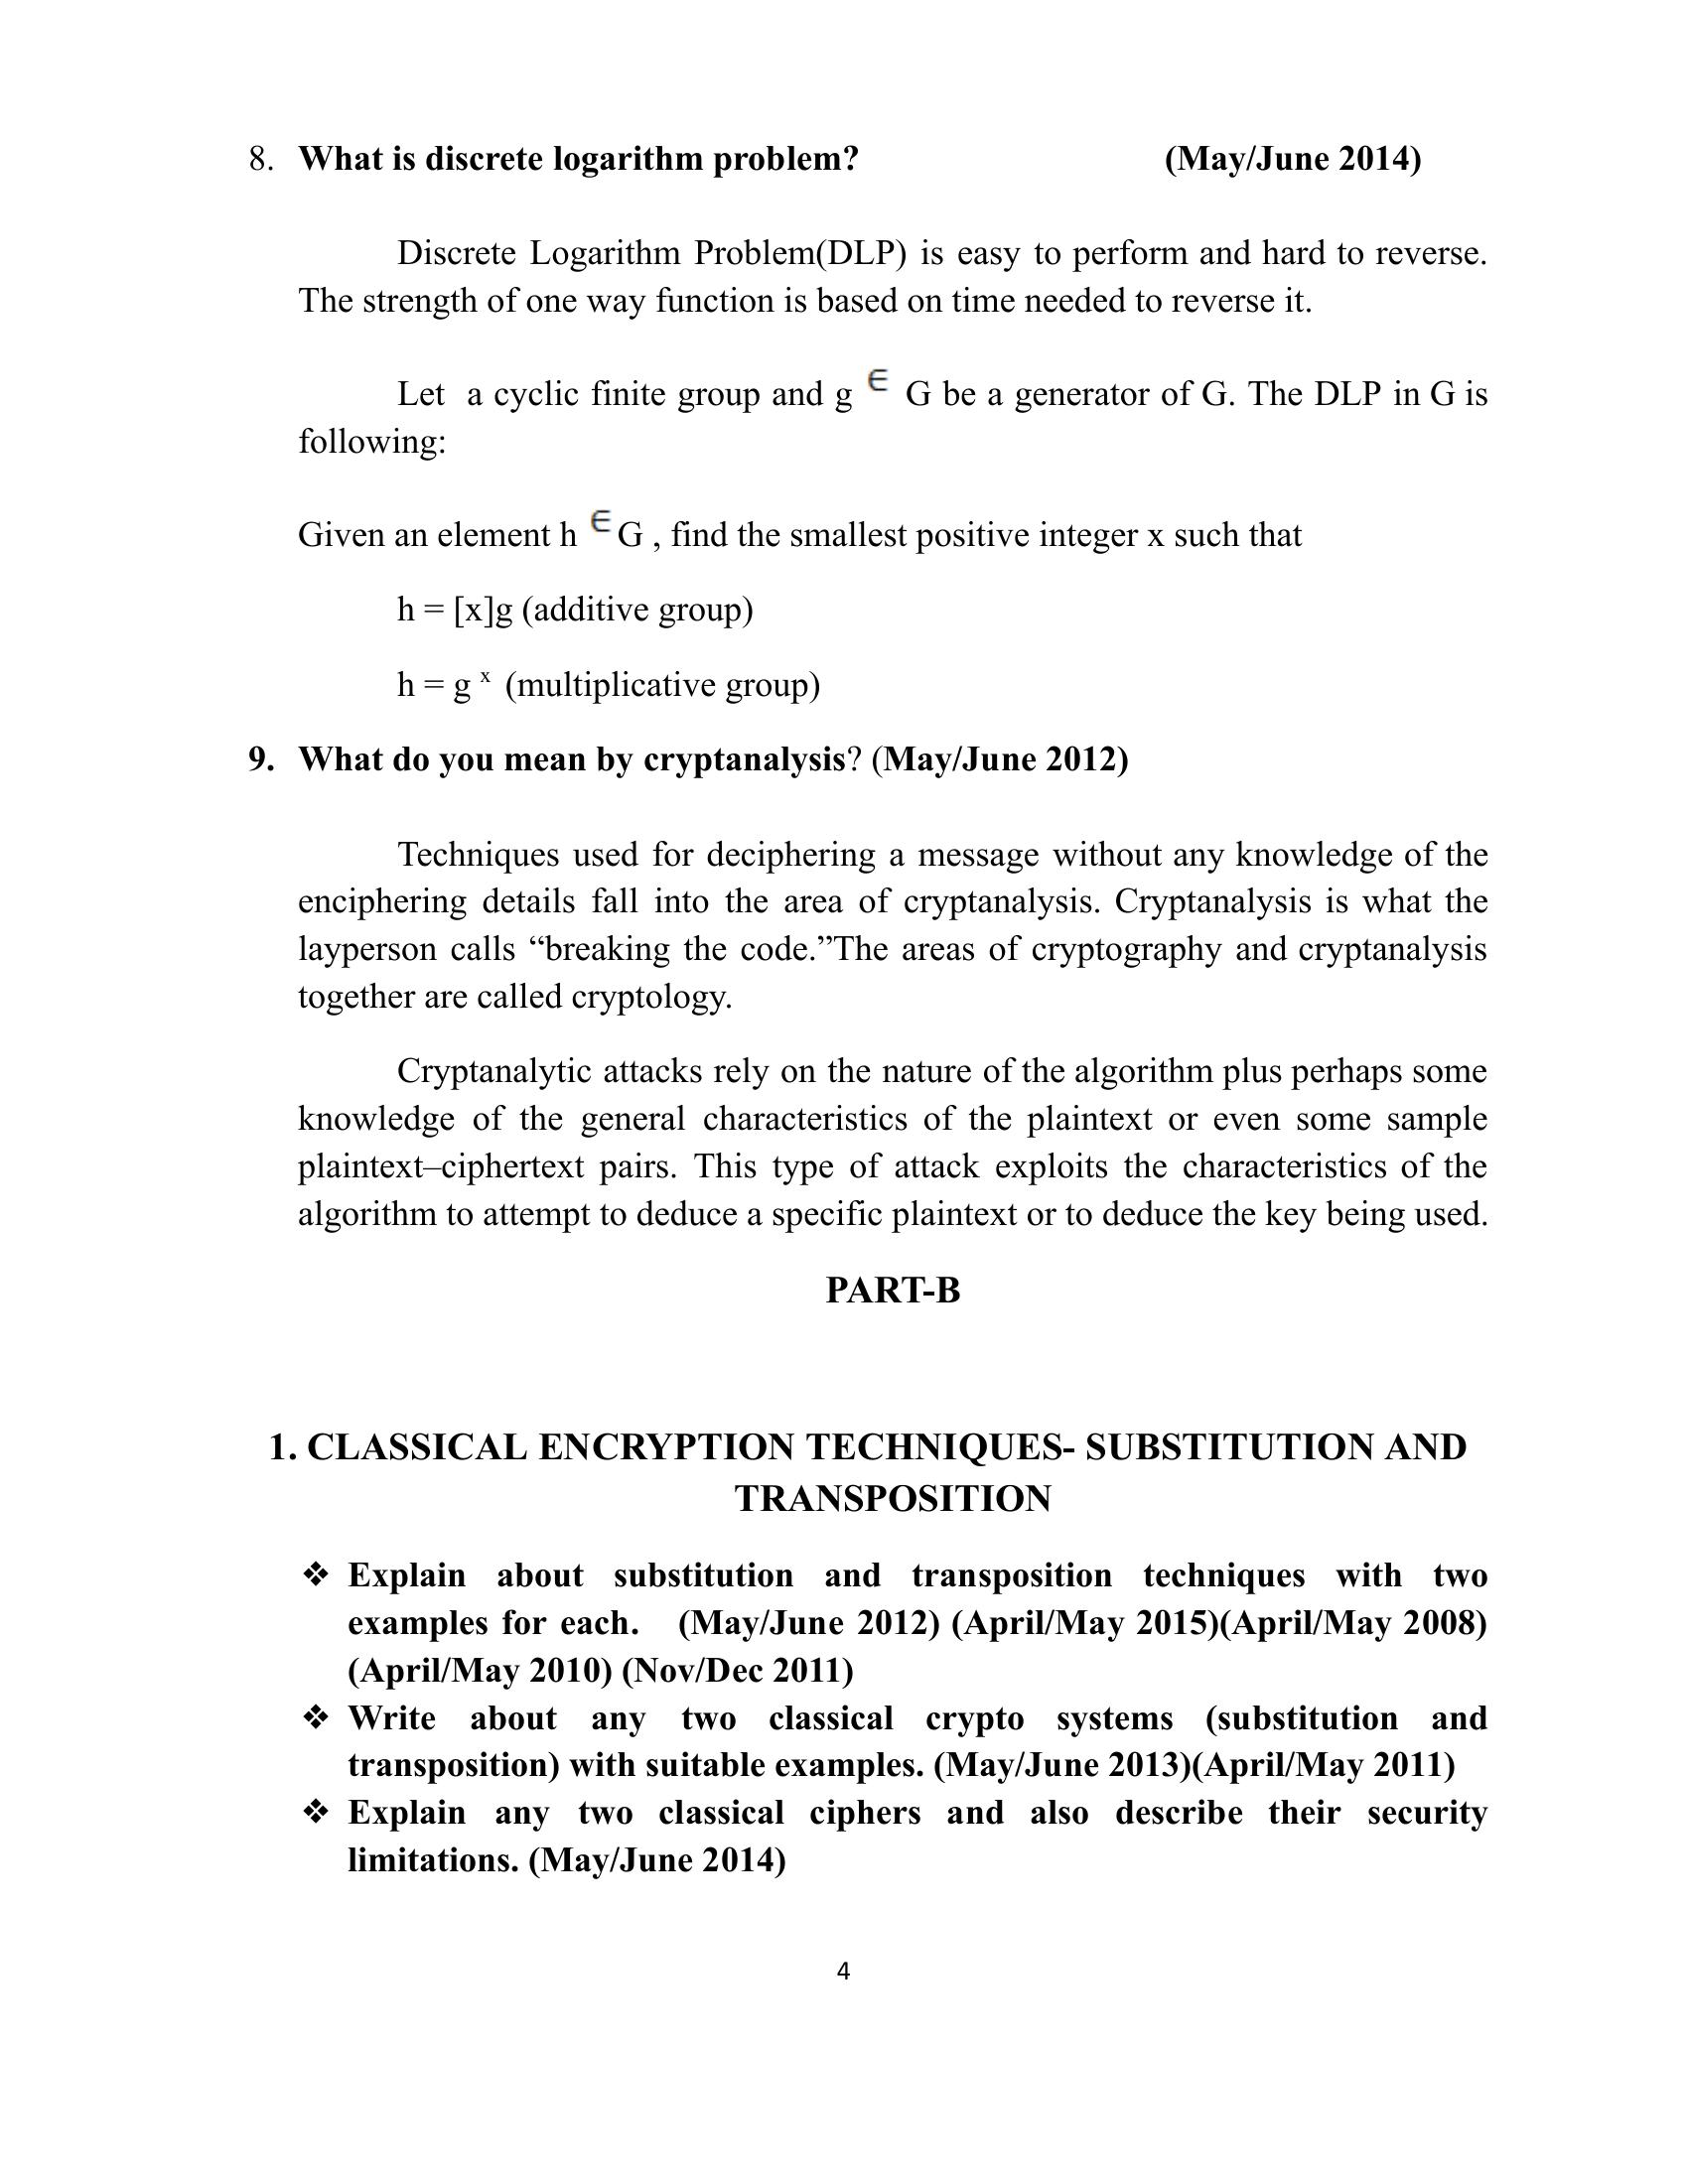 8. What is discrete logarithm problem? (May/June 2014)
Discrete Logarithm Problem(DLP) is easy to perform and hard to reverse.
The strength of one way function is based on time needed to reverse it.
Let a cyclic finite group and g ∈ G be a generator of G. The DLP in G is
following:
Given an element h ∈ G , find the smallest positive integer x such that
h = [x]g (additive group)
h = g ˣ (multiplicative group)
9. What do you mean by cryptanalysis? (May/June 2012)
Techniques used for deciphering a message without any knowledge of the
enciphering details fall into the area of cryptanalysis. Cryptanalysis is what the
layperson calls “breaking the code.”The areas of cryptography and cryptanalysis
together are called cryptology.
Cryptanalytic attacks rely on the nature of the algorithm plus perhaps some
knowledge of the general characteristics of the plaintext or even some sample
plaintext–ciphertext pairs. This type of attack exploits the characteristics of the
algorithm to attempt to deduce a specific plaintext or to deduce the key being used.
PART-B
1. CLASSICAL ENCRYPTION TECHNIQUES- SUBSTITUTION AND
TRANSPOSITION
❖ Explain about substitution and transposition techniques with two
examples for each. (May/June 2012) (April/May 2015)(April/May 2008)
(April/May 2010) (Nov/Dec 2011)
❖ Write about any two classical crypto systems (substitution and
transposition) with suitable examples. (May/June 2013)(April/May 2011)
❖ Explain any two classical ciphers and also describe their security
limitations. (May/June 2014)
4